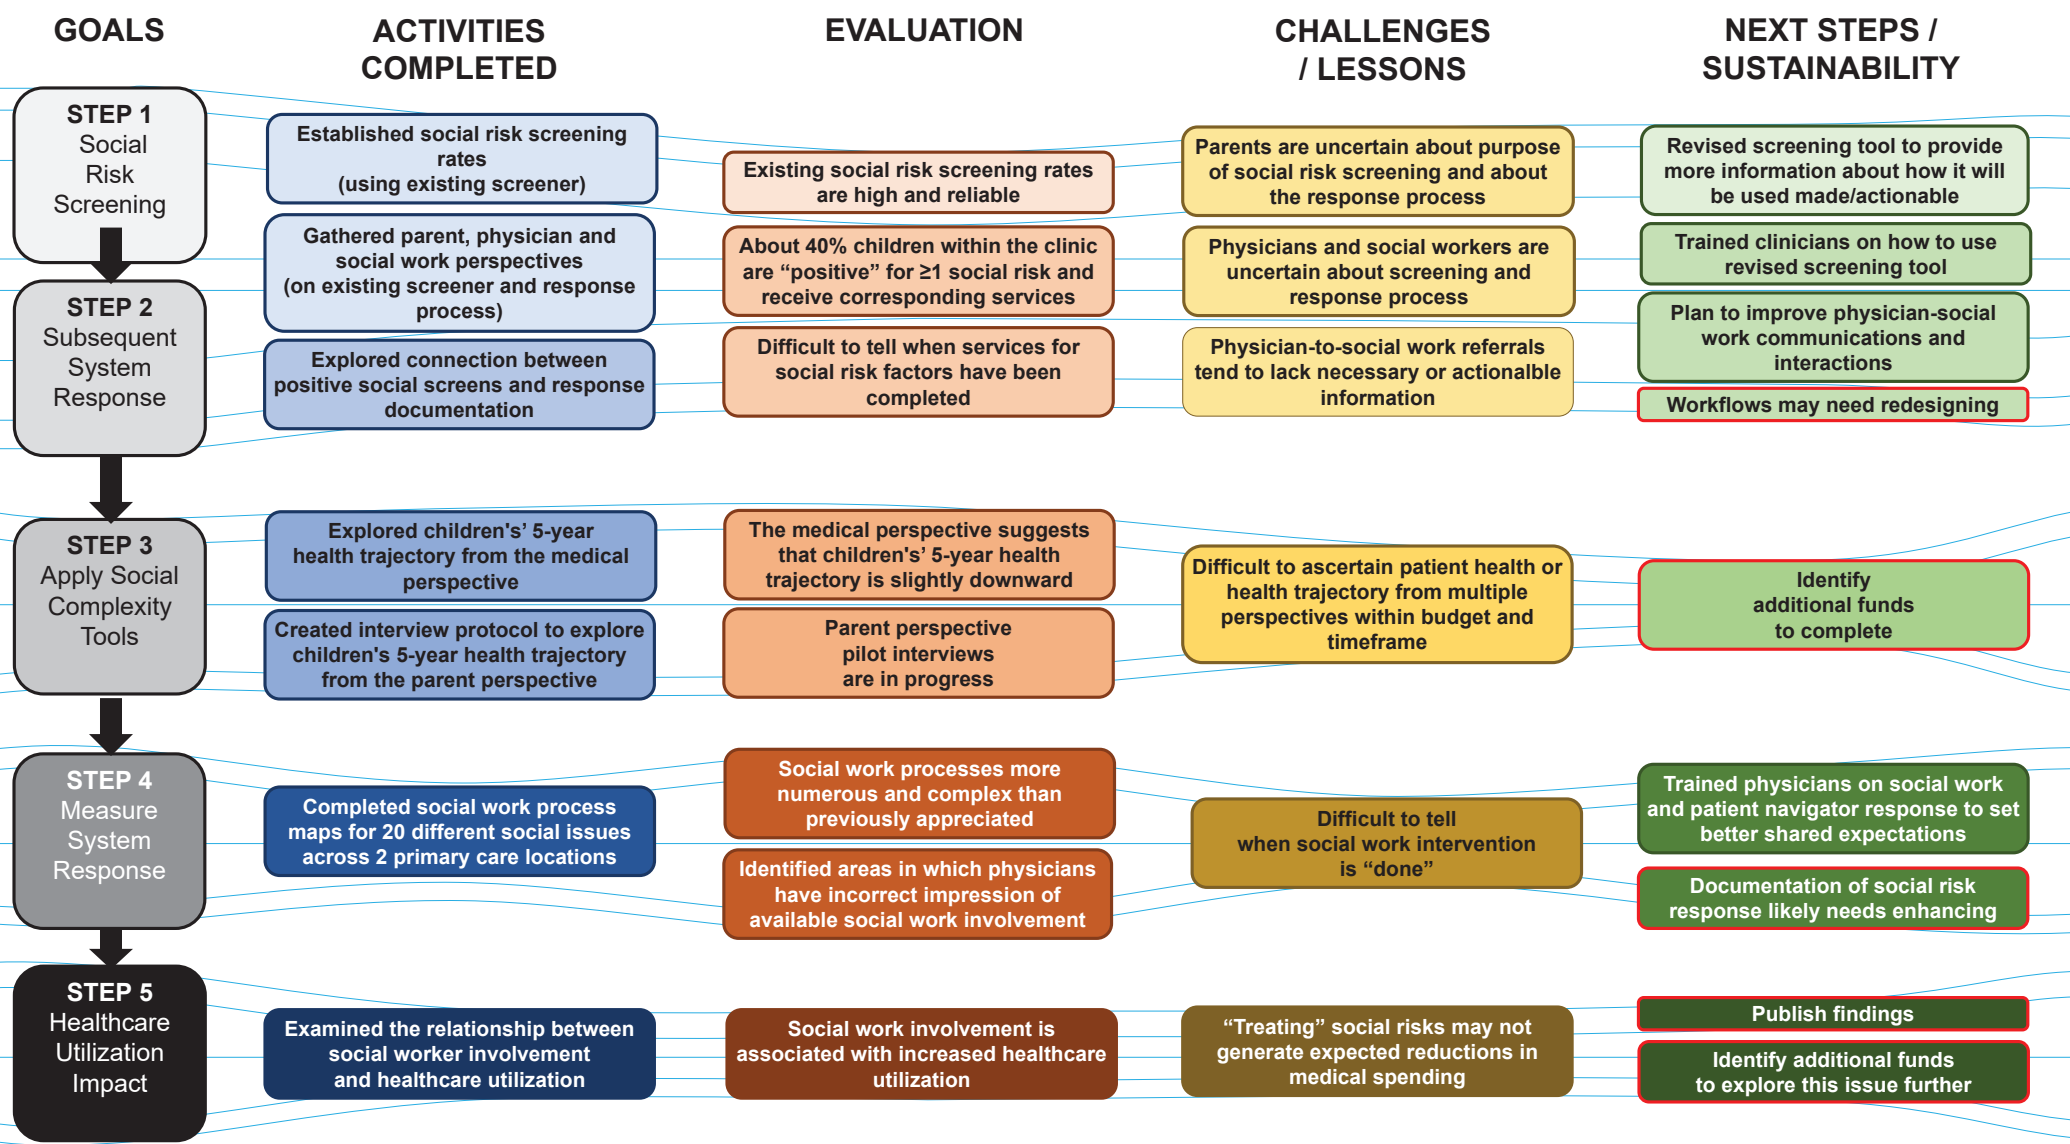 GOALS
ACTIVITIES
COMPLETED
EVALUATION
CHALLENGES
/ LESSONS
NEXT STEPS /
SUSTAINABILITY
STEP 1
Social
Risk
Screening
STEP 2
Subsequent
System
Response
Established social risk screening
rates
(using existing screener)
Gathered parent, physician and
social work perspectives
(on existing screener and response
process)
Explored connection between
positive social screens and response
documentation
Existing social risk screening rates
are high and reliable
About 40% children within the clinic
are “positive” for ≥1 social risk and
receive corresponding services
Difficult to tell when services for
social risk factors have been
completed
Parents are uncertain about purpose
of social risk screening and about
the response process
Physicians and social workers are
uncertain about screening and
response process
Physician-to-social work referrals
tend to lack necessary or actionalble
information
Revised screening tool to provide
more information about how it will
be used made/actionable
Trained clinicians on how to use
revised screening tool
Plan to improve physician-social
work communications and
interactions
Workflows may need redesigning
STEP 3
Apply Social
Complexity
Tools
Explored children's’ 5-year
health trajectory from the medical
perspective
Created interview protocol to explore
children's 5-year health trajectory
from the parent perspective
The medical perspective suggests
that children's’ 5-year health
trajectory is slightly downward
Parent perspective
pilot interviews
are in progress
Difficult to ascertain patient health or
health trajectory from multiple
perspectives within budget and
timeframe
Identify
additional funds
to complete
STEP 4
Measure
System
Response
Completed social work process
maps for 20 different social issues
across 2 primary care locations
Social work processes more
numerous and complex than
previously appreciated
Identified areas in which physicians
have incorrect impression of
available social work involvement
Difficult to tell
when social work intervention
is “done”
Trained physicians on social work
and patient navigator response to set
better shared expectations
Documentation of social risk
response likely needs enhancing
STEP 5
Healthcare
Utilization
Impact
Examined the relationship between
social worker involvement
and healthcare utilization
Social work involvement is
associated with increased healthcare
utilization
“Treating” social risks may not
generate expected reductions in
medical spending
Publish findings
Identify additional funds
to explore this issue further